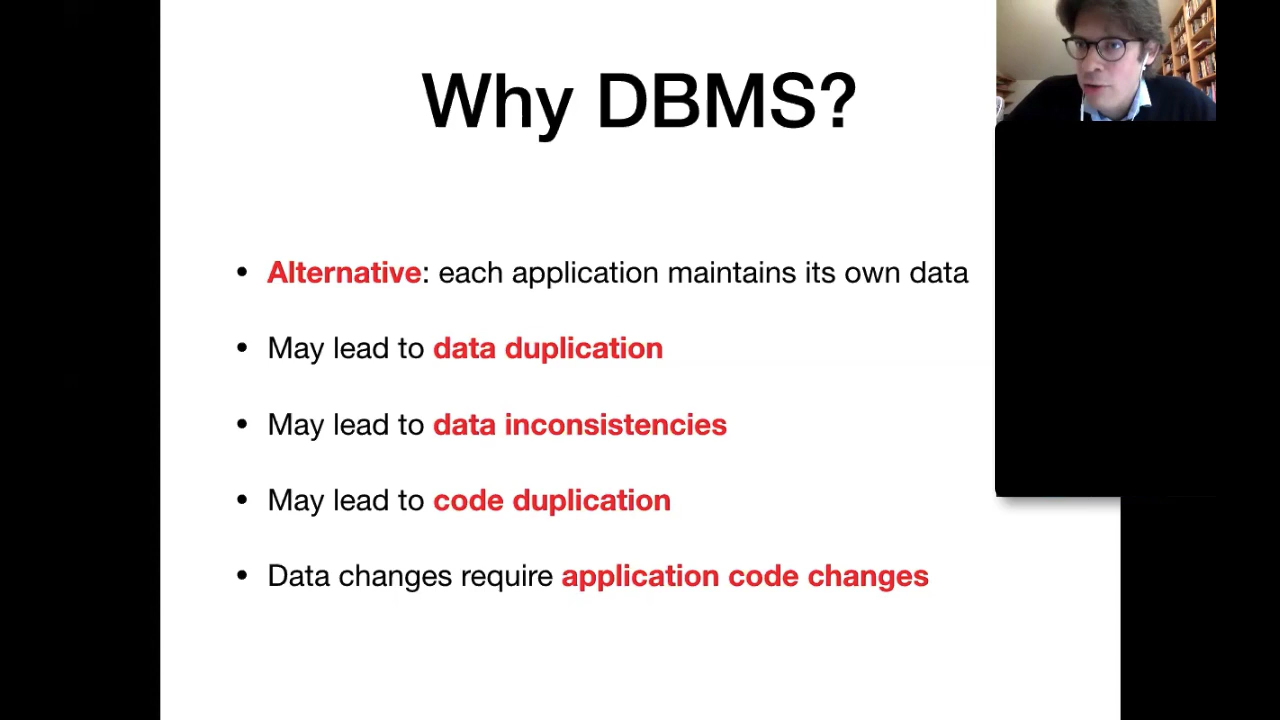 Why DBMS?
• Alternative: each application maintains its own data
• May lead to data duplication
• May lead to data inconsistencies
• May lead to code duplication
• Data changes require application code changes